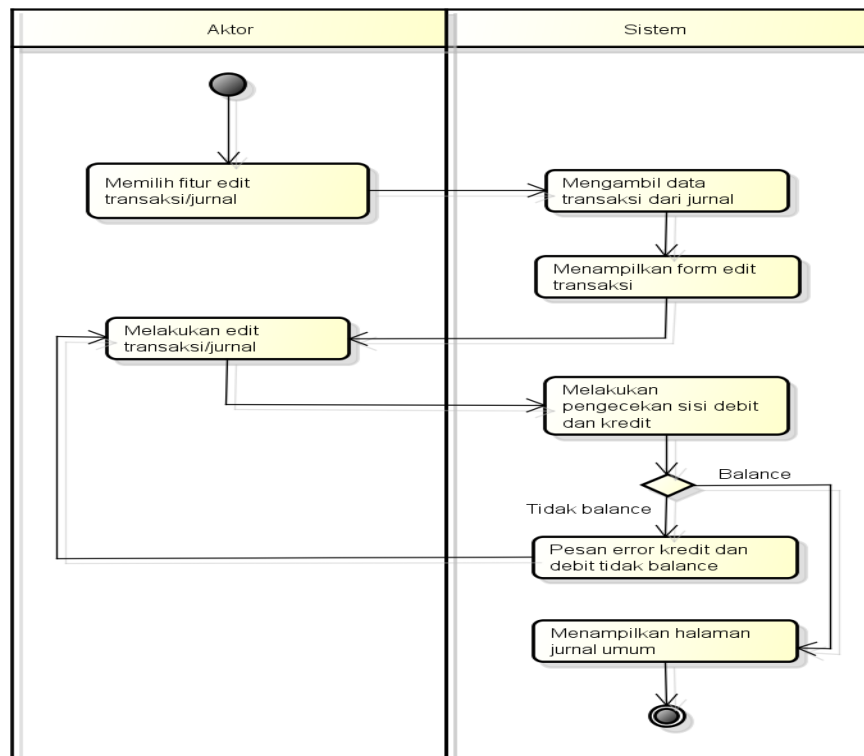 Aktor
Sistem
Memilih fitur edit
transaksi/jurnal
Mengambil data
transaksi dari jurnal
Menampilkan form edit
transaksi
Melakukan edit
transaksi/jurnal
Melakukan
pengecekan sisi debit
dan kredit
Balance
Tidak balance
Pesan error kredit dan
debit tidak balance
Menampilkan halaman
jurnal umum